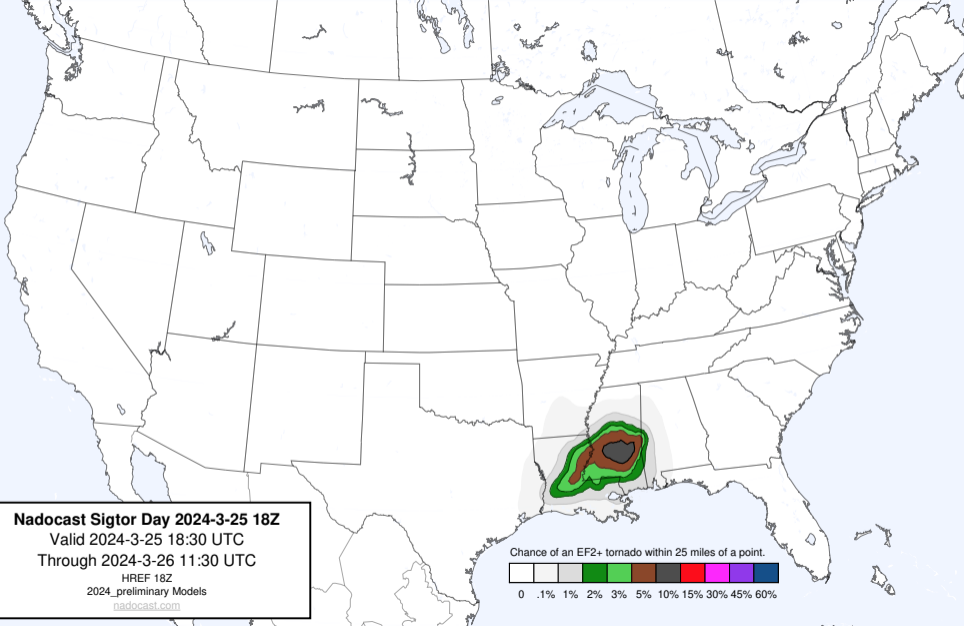 Nadocast Sigtor Day 2024-3-25 18Z
Valid 2024-3-25 18:30 UTC
Through 2024-3-26 11:30 UTC
HREF 18Z
2024_preliminary Models
nadocast.com
Chance of an EF2+ tornado within 25 miles of a point.
0 .1% 1% 2% 3% 5% 10% 15% 30% 45% 60%